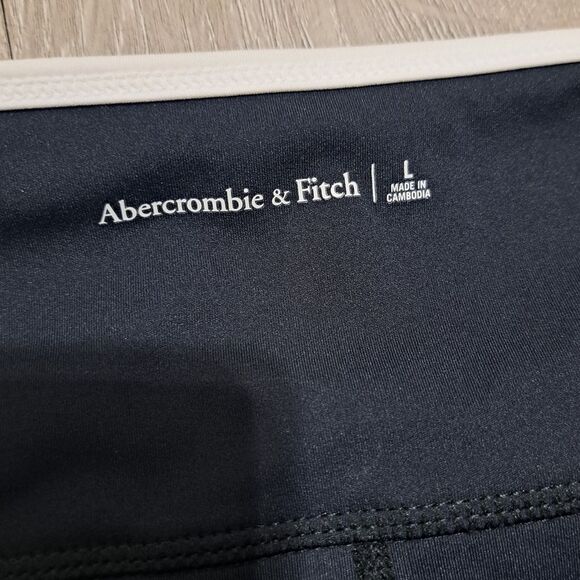 Abercrombie & Fitch | L
MADE IN
CAMBODIA